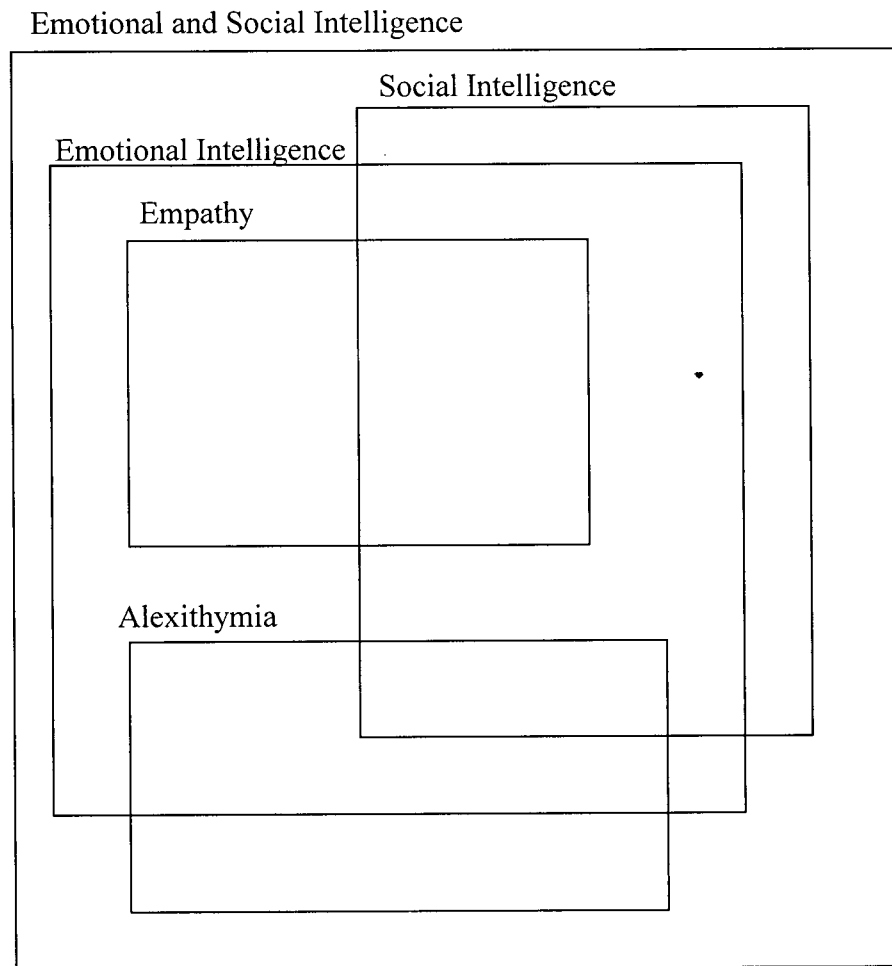 Emotional and Social Intelligence
Social Intelligence
Emotional Intelligence
Empathy
Alexithymia